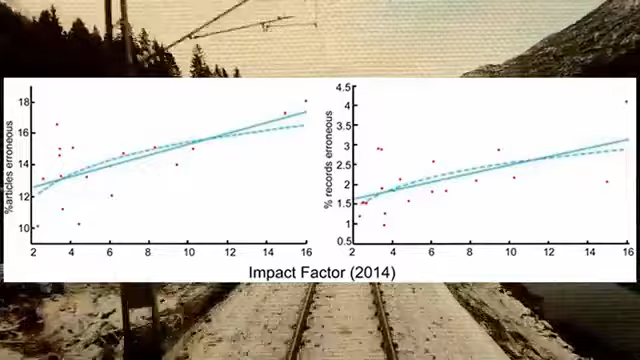 18
16
14
12
10
%articles erroneous
2 4 6 8 10 12 14 16
4.5
4
3.5
3
2.5
2
1.5
1
0.5
% records erroneous
2 4 6 8 10 12 14 16
Impact Factor (2014)